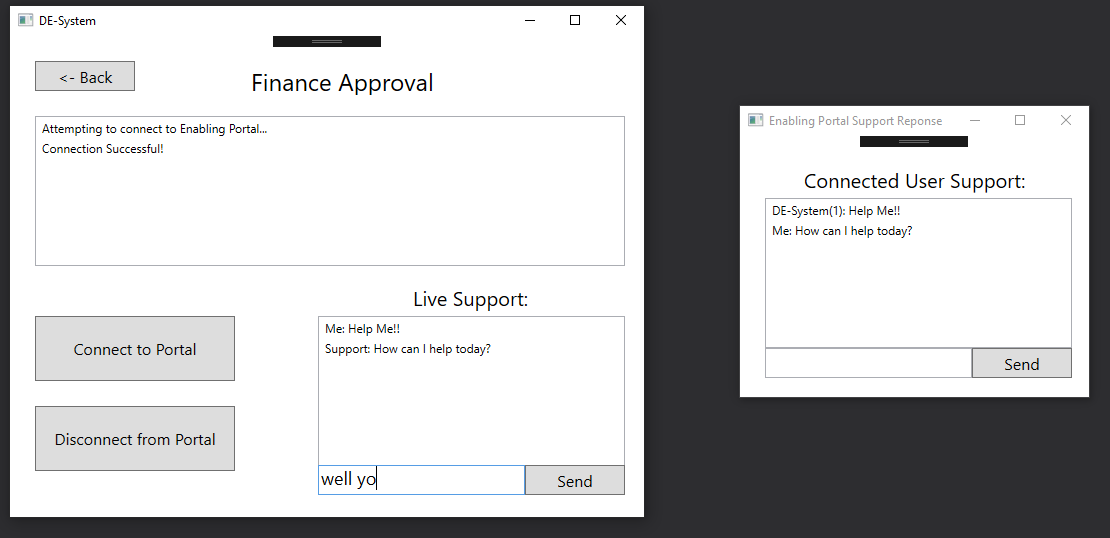 DE-System
<- Back
Finance Approval
Attempting to connect to Enabling Portal...
Connection Successful!
Live Support:
Connect to Portal
Me: Help Me!!
Support: How can I help today?
Disconnect from Portal
well yo
Send
Enabling Portal Support Reponse
Connected User Support:
DE-System(1): Help Me!!
Me: How can I help today?
Send